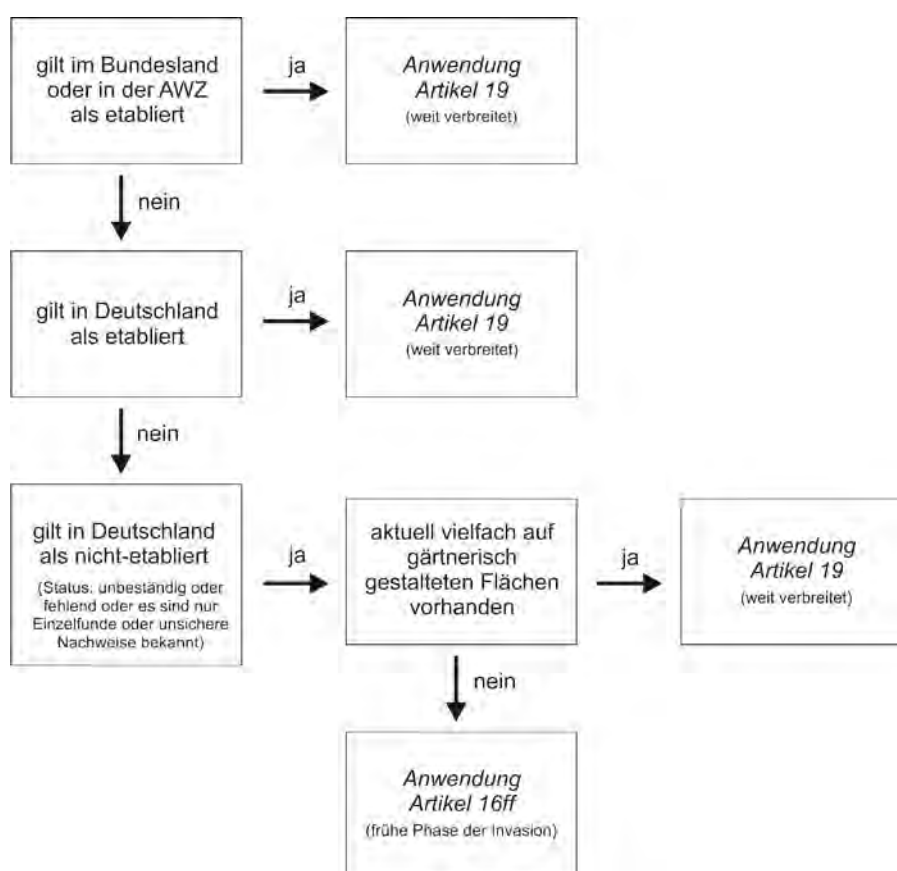 gilt im Bundesland
oder in der AWZ
als etabliert
ja
Anwendung
Artikel 19
(weit verbreitet)
nein
gilt in Deutschland
als etabliert
ja
Anwendung
Artikel 19
(weit verbreitet)
nein
gilt in Deutschland
als nicht-etabliert
(Status: unbeständig oder
fehlend oder es sind nur
Einzelfunde oder unsichere
Nachweise bekannt)
ja
aktuell vielfach auf
gärtnerisch
gestalteten Flächen
vorhanden
ja
Anwendung
Artikel 19
(weit verbreitet)
nein
Anwendung
Artikel 16ff
(frühe Phase der Invasion)